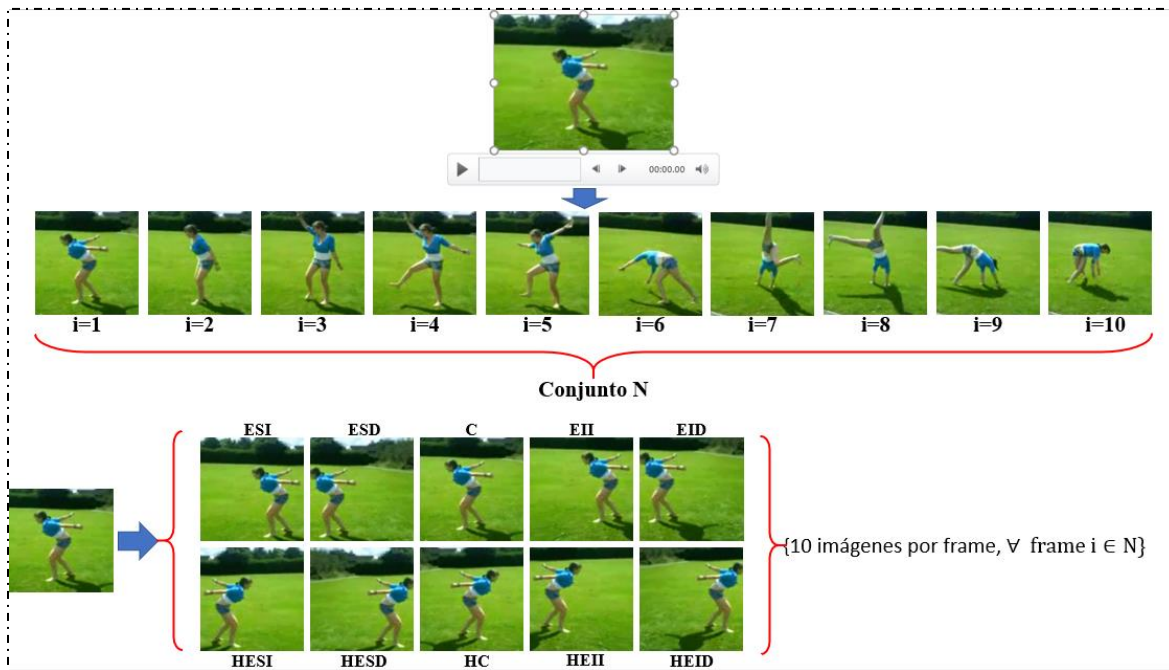 00:00.00
i=1 i=2 i=3 i=4 i=5 i=6 i=7 i=8 i=9 i=10
Conjunto N
ESI ESD C EII EID
{10 imágenes por frame, ∀ frame i ∈ N}
HESI HESD HC HEII HEID